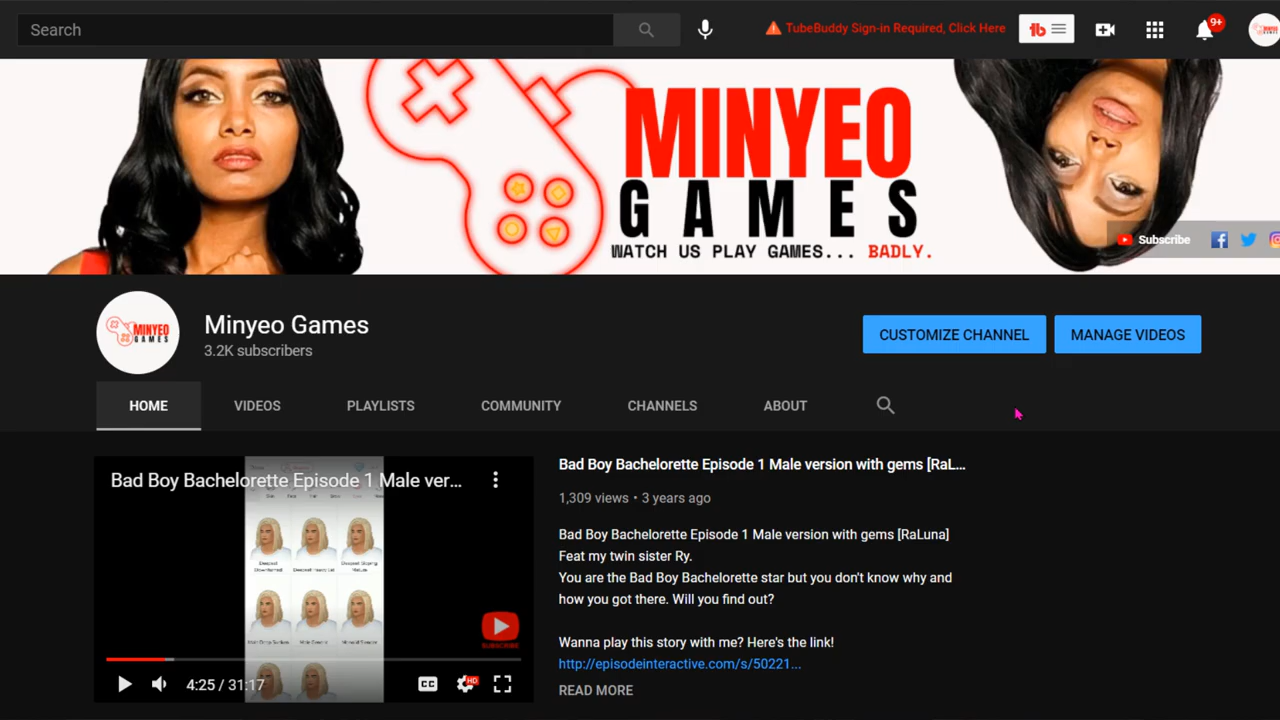 Search
TubeBuddy Sign-in Required, Click Here
tb
9+
MINYEO
GAMES
WATCH US PLAY GAMES... BADLY.
Subscribe
MINYEO
GAMES
Minyeo Games
3.2K subscribers
CUSTOMIZE CHANNEL
MANAGE VIDEOS
HOME
VIDEOS
PLAYLISTS
COMMUNITY
CHANNELS
ABOUT
Bad Boy Bachelorette Episode 1 Male ver...
SUBSCRIBE
4:25 / 31:17
CC
HD
Bad Boy Bachelorette Episode 1 Male version with gems [RaL...
1,309 views • 3 years ago
Bad Boy Bachelorette Episode 1 Male version with gems [RaLuna]
Feat my twin sister Ry.
You are the Bad Boy Bachelorette star but you don't know why and
how you got there. Will you find out?
Wanna play this story with me? Here's the link!
http://episodeinteractive.com/s/50221...
READ MORE